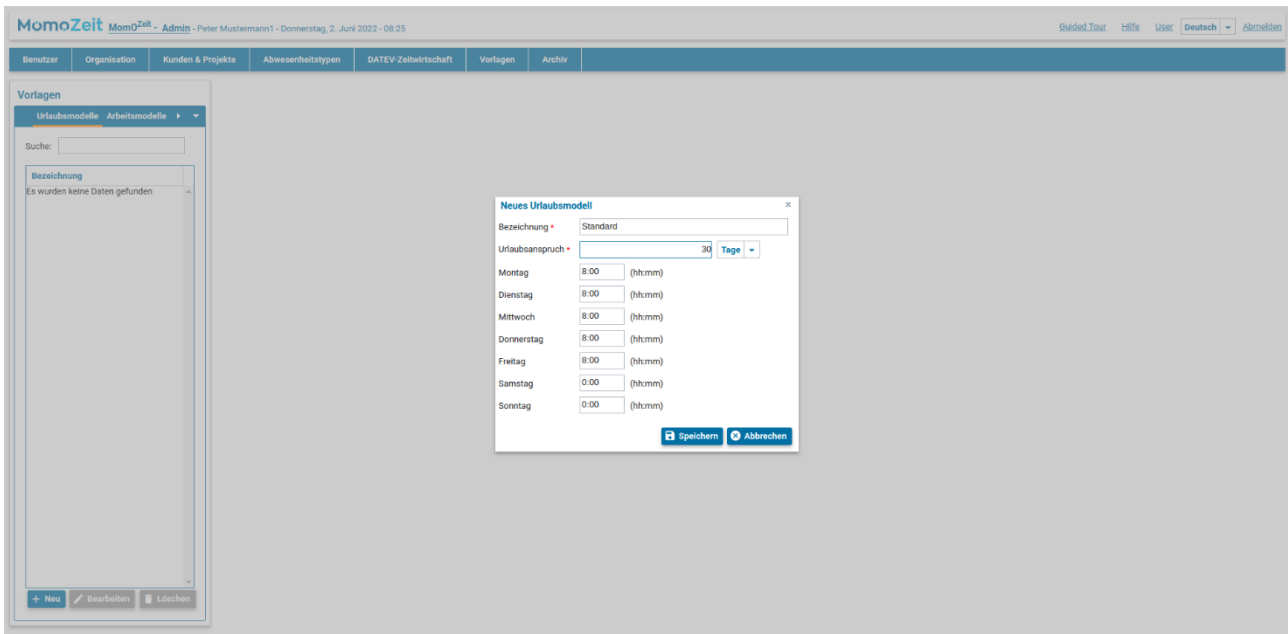 MomoZeit MomOZeit - Admin - Peter Mustermann1 - Donnerstag, 2. Juni 2022 - 08:25 Guided Tour Hilfe User Deutsch Abmelden
Benutzer Organisation Kunden & Projekte Abwesenheitstypen DATEV-Zeitwirtschaft Vorlagen Archiv
Vorlagen
Urlaubsmodelle Arbeitsmodelle
Suche:
Bezeichnung
Es wurden keine Daten gefunden
+ Neu Bearbeiten Löschen
Neues Urlaubsmodell x
Bezeichnung * Standard
Urlaubsanspruch * 30 Tage
Montag 8:00 (hh:mm)
Dienstag 8:00 (hh:mm)
Mittwoch 8:00 (hh:mm)
Donnerstag 8:00 (hh:mm)
Freitag 8:00 (hh:mm)
Samstag 0:00 (hh:mm)
Sonntag 0:00 (hh:mm)
Speichern Abbrechen